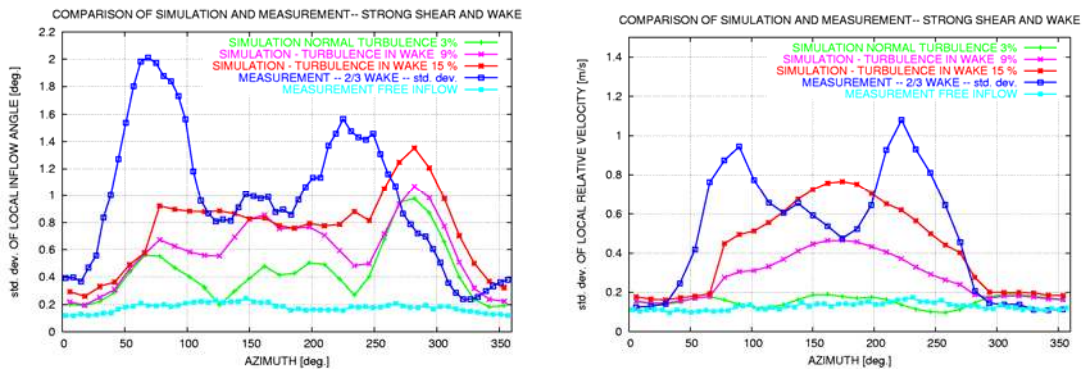 COMPARISON OF SIMULATION AND MEASUREMENT-- STRONG SHEAR AND WAKE
SIMULATION NORMAL TURBULENCE 3%
SIMULATION - TURBULENCE IN WAKE 9%
SIMULATION - TURBULENCE IN WAKE 15 %
MEASUREMENT -- 2/3 WAKE -- std. dev.
MEASUREMENT FREE INFLOW
std. dev. OF LOCAL INFLOW ANGLE [deg.]
2.2
2
1.8
1.6
1.4
1.2
1
0.8
0.6
0.4
0.2
0
0 50 100 150 200 250 300 350
AZIMUTH [deg.]
COMPARISON OF SIMULATION AND MEASUREMENT-- STRONG SHEAR AND WAKE
SIMULATION NORMAL TURBULENCE 3%
SIMULATION - TURBULENCE IN WAKE 9%
SIMULATION - TURBULENCE IN WAKE 15 %
MEASUREMENT -- 2/3 WAKE -- std. dev.
MEASUREMENT FREE INFLOW
std. dev. OF LOCAL RELATIVE VELOCITY [m/s]
1.4
1.2
1
0.8
0.6
0.4
0.2
0
0 50 100 150 200 250 300 350
AZIMUTH [deg.]